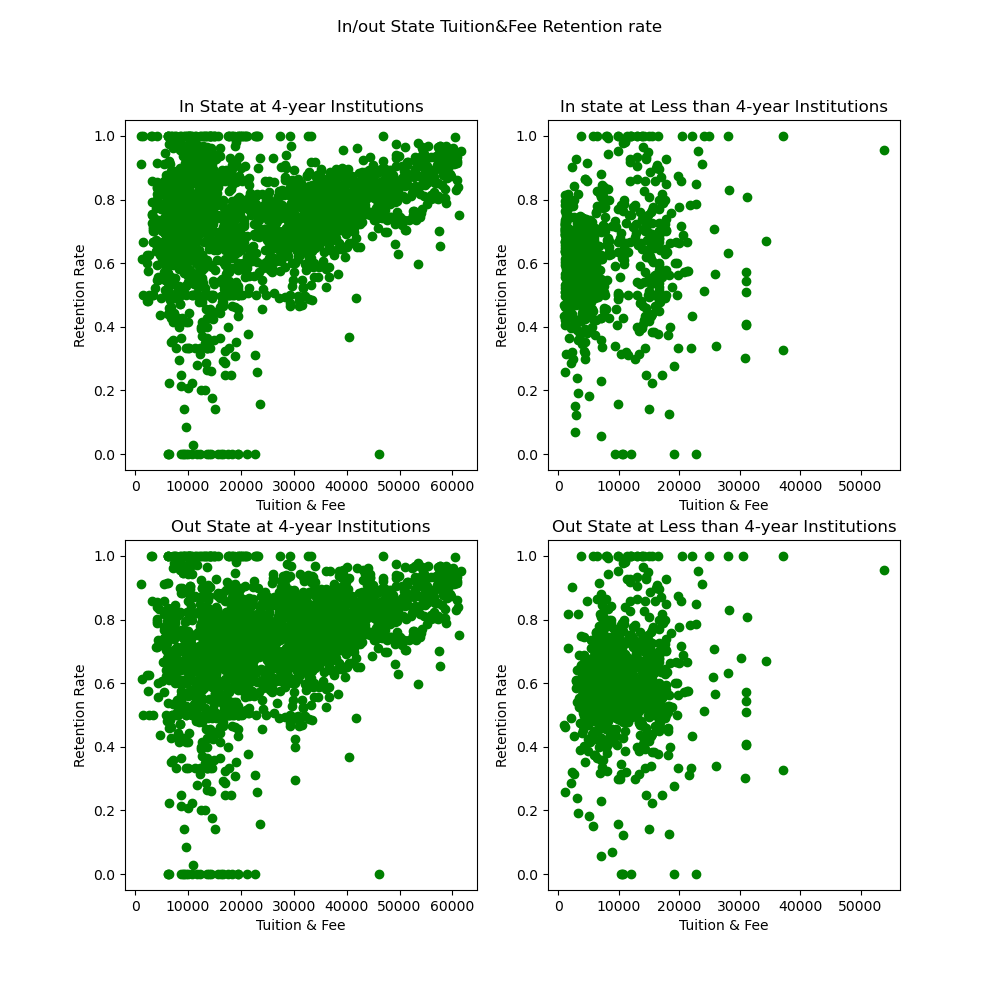 In/out State Tuition&Fee Retention rate
In State at 4-year Institutions
1.0
0.8
0.6
0.4
0.2
0.0
Retention Rate
0 10000 20000 30000 40000 50000 60000
Tuition & Fee
In state at Less than 4-year Institutions
1.0
0.8
0.6
0.4
0.2
0.0
Retention Rate
0 10000 20000 30000 40000 50000
Tuition & Fee
Out State at 4-year Institutions
1.0
0.8
0.6
0.4
0.2
0.0
Retention Rate
0 10000 20000 30000 40000 50000 60000
Tuition & Fee
Out State at Less than 4-year Institutions
1.0
0.8
0.6
0.4
0.2
0.0
Retention Rate
0 10000 20000 30000 40000 50000
Tuition & Fee